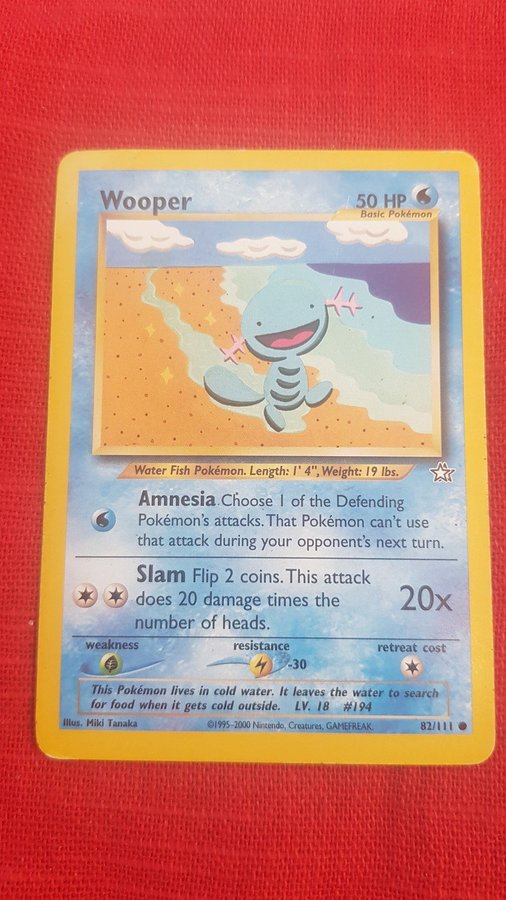 Wooper
50 HP
Basic Pokémon
Water Fish Pokémon. Length: 1' 4", Weight: 19 lbs.
Amnesia Choose 1 of the Defending
Pokémon's attacks. That Pokémon can't use
that attack during your opponent's next turn.
Slam Flip 2 coins. This attack
does 20 damage times the
number of heads.
20x
weakness
resistance
retreat cost
-30
This Pokémon lives in cold water. It leaves the water to search
for food when it gets cold outside. LV. 18 #194
Illus. Miki Tanaka
©1995-2000 Nintendo, Creatures, GAMEFREAK.
82/111